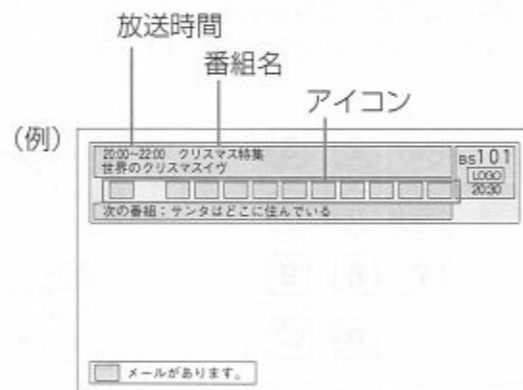 放送時間
番組名
アイコン
(例)
20:00~22:00 クリスマス特集
世界のクリスマスイヴ
BS101
LOGO
20:30
次の番組:サンタはどこに住んでいる
メールがあります。